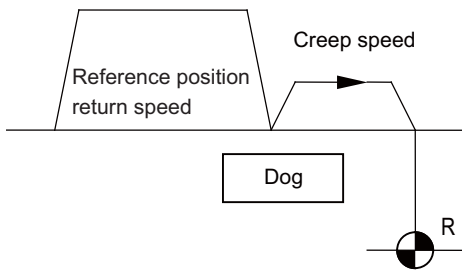 Creep speed
Reference position
return speed
Dog
R